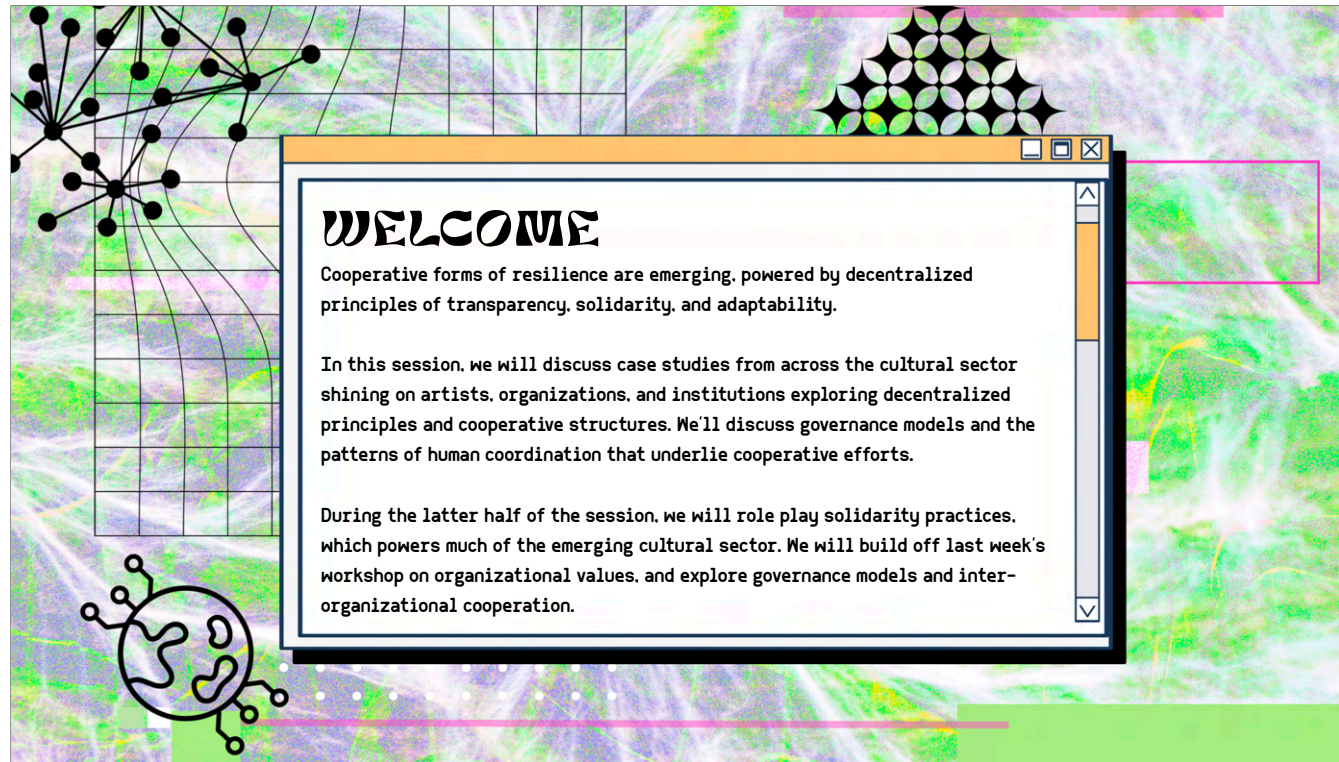 WELCOME
Cooperative forms of resilience are emerging, powered by decentralized
principles of transparency, solidarity, and adaptability.
In this session, we will discuss case studies from across the cultural sector
shining on artists, organizations, and institutions exploring decentralized
principles and cooperative structures. We'll discuss governance models and the
patterns of human coordination that underlie cooperative efforts.
During the latter half of the session, we will role play solidarity practices,
which powers much of the emerging cultural sector. We will build off last week's
workshop on organizational values, and explore governance models and inter-
organizational cooperation.